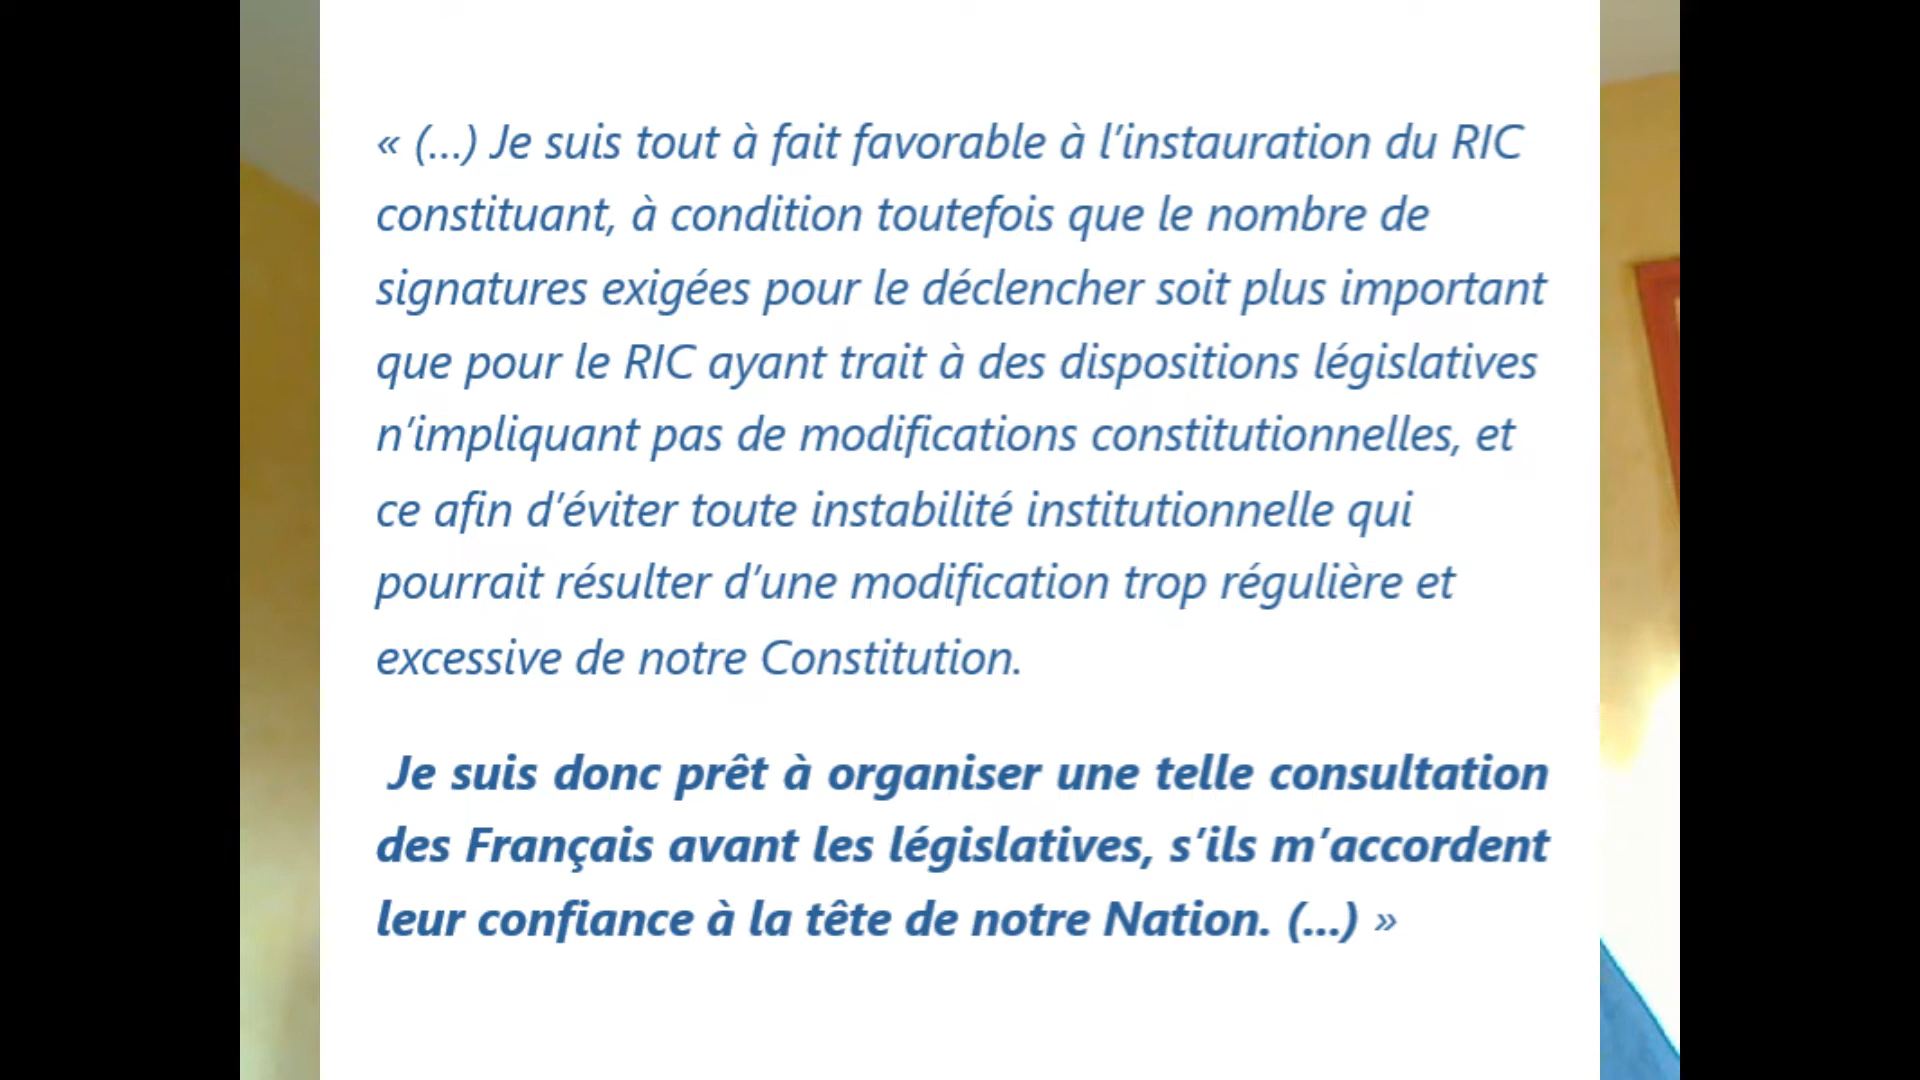 « (...) Je suis tout à fait favorable à l’instauration du RIC
constituant, à condition toutefois que le nombre de
signatures exigées pour le déclencher soit plus important
que pour le RIC ayant trait à des dispositions législatives
n’impliquant pas de modifications constitutionnelles, et
ce afin d’éviter toute instabilité institutionnelle qui
pourrait résulter d’une modification trop régulière et
excessive de notre Constitution.
Je suis donc prêt à organiser une telle consultation
des Français avant les législatives, s’ils m’accordent
leur confiance à la tête de notre Nation. (...) »